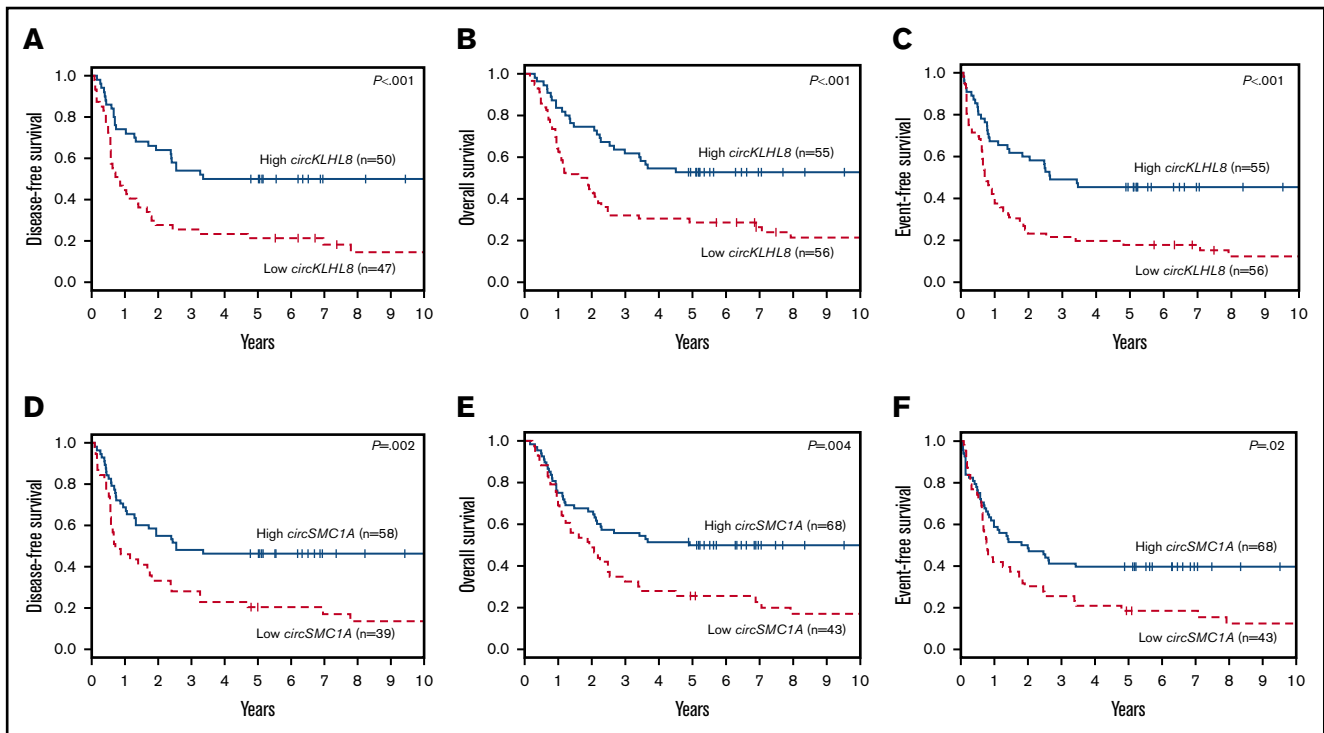 A
Disease-free survival
1.0
0.8
0.6
0.4
0.2
0.0
P<.001
High circKLHL8 (n=50)
Low circKLHL8 (n=47)
0 1 2 3 4 5 6 7 8 9 10
Years
B
Overall survival
1.0
0.8
0.6
0.4
0.2
0.0
P<.001
High circKLHL8 (n=55)
Low circKLHL8 (n=56)
0 1 2 3 4 5 6 7 8 9 10
Years
C
Event-free survival
1.0
0.8
0.6
0.4
0.2
0.0
P<.001
High circKLHL8 (n=55)
Low circKLHL8 (n=56)
0 1 2 3 4 5 6 7 8 9 10
Years
D
Disease-free survival
1.0
0.8
0.6
0.4
0.2
0.0
P=.002
High circSMC1A (n=58)
Low circSMC1A (n=39)
0 1 2 3 4 5 6 7 8 9 10
Years
E
Overall survival
1.0
0.8
0.6
0.4
0.2
0.0
P=.004
High circSMC1A (n=68)
Low circSMC1A (n=43)
0 1 2 3 4 5 6 7 8 9 10
Years
F
Event-free survival
1.0
0.8
0.6
0.4
0.2
0.0
P=.02
High circSMC1A (n=68)
Low circSMC1A (n=43)
0 1 2 3 4 5 6 7 8 9 10
Years